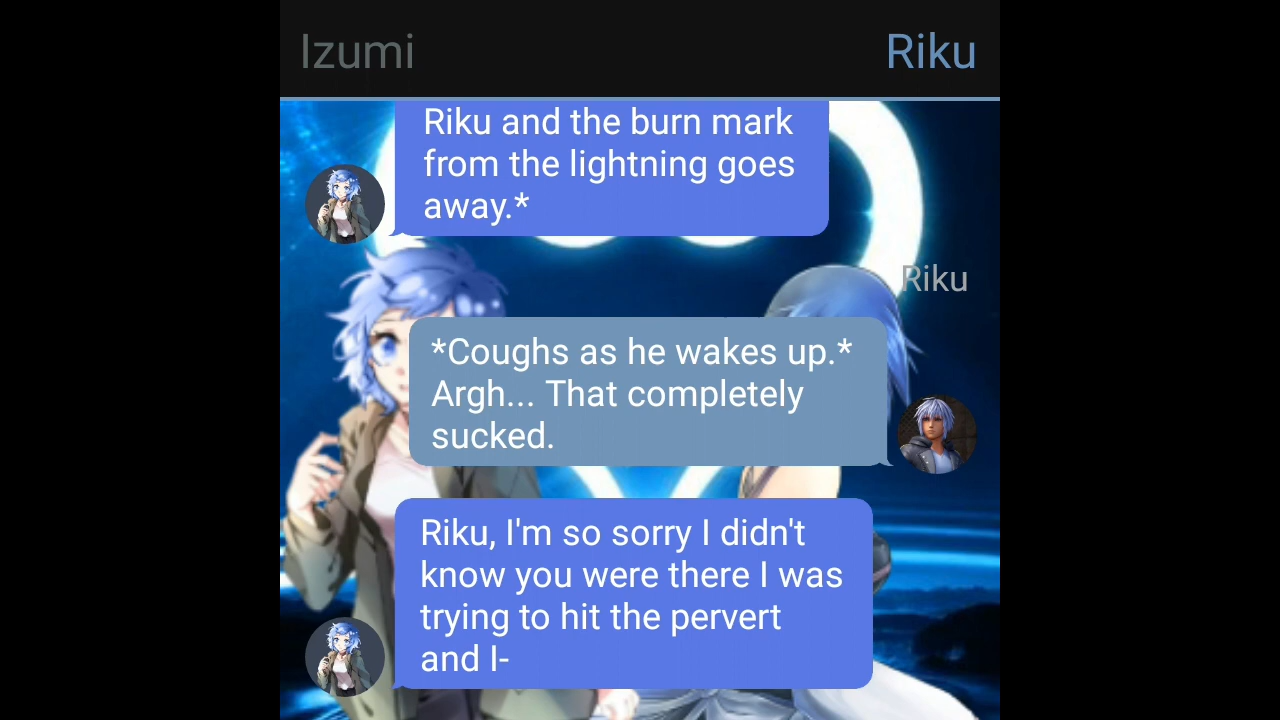 Izumi
Riku
Riku and the burn mark
from the lightning goes
away.*
Riku
*Coughs as he wakes up.*
Argh... That completely
sucked.
Riku, I'm so sorry I didn't
know you were there I was
trying to hit the pervert
and I-